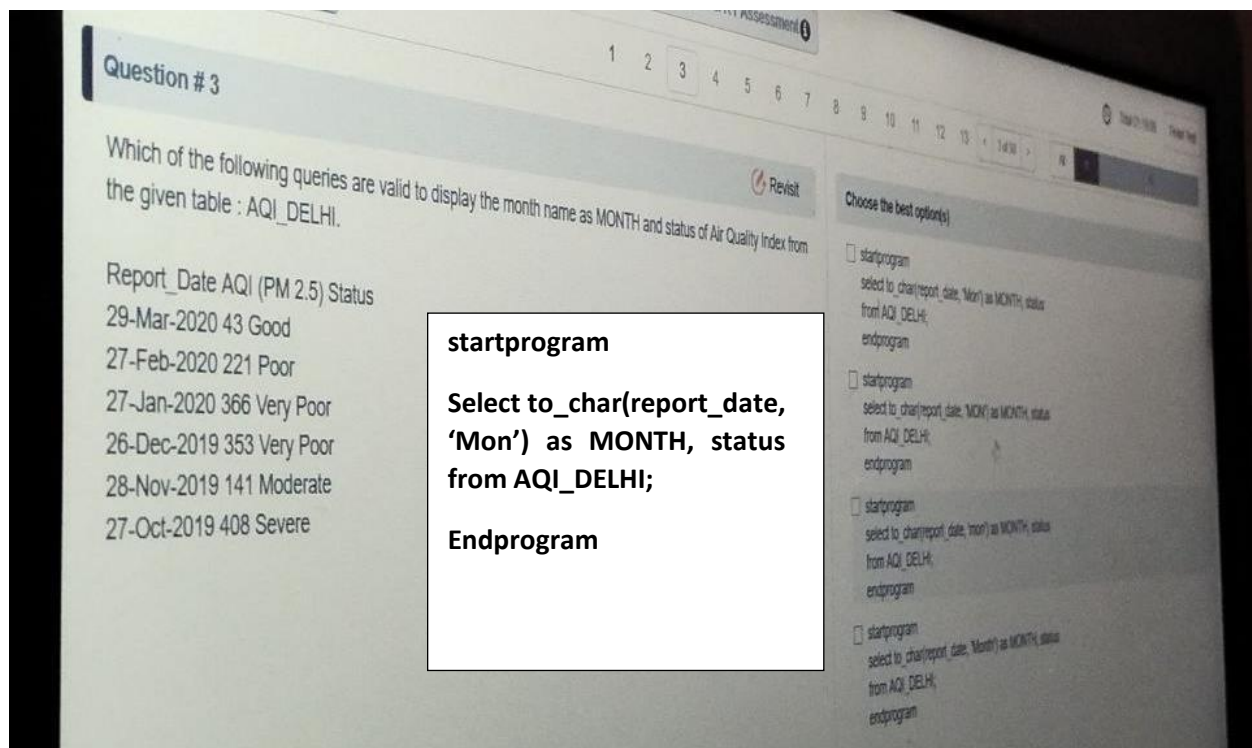 Assessment
1 2 3 4 5 6 7 8 9 10 11 12 13
Question # 3
Revisit
Which of the following queries are valid to display the month name as MONTH and status of Air Quality Index from
the given table : AQI_DELHI.
Report_Date AQI (PM 2.5) Status
29-Mar-2020 43 Good
27-Feb-2020 221 Poor
27-Jan-2020 366 Very Poor
26-Dec-2019 353 Very Poor
28-Nov-2019 141 Moderate
27-Oct-2019 408 Severe
startprogram
Select to_char(report_date,
‘Mon’) as MONTH, status
from AQI_DELHI;
Endprogram
Choose the best option(s)
startprogram
select to_char(report_date, 'Mon') as MONTH, status
from AQI_DELHI;
endprogram
startprogram
select to_char(report_date, 'MON') as MONTH, status
from AQI_DELHI;
endprogram
startprogram
select to_char(report_date, 'mon') as MONTH, status
from AQI_DELHI;
endprogram
startprogram
select to_char(report_date, 'Month') as MONTH, status
from AQI_DELHI;
endprogram